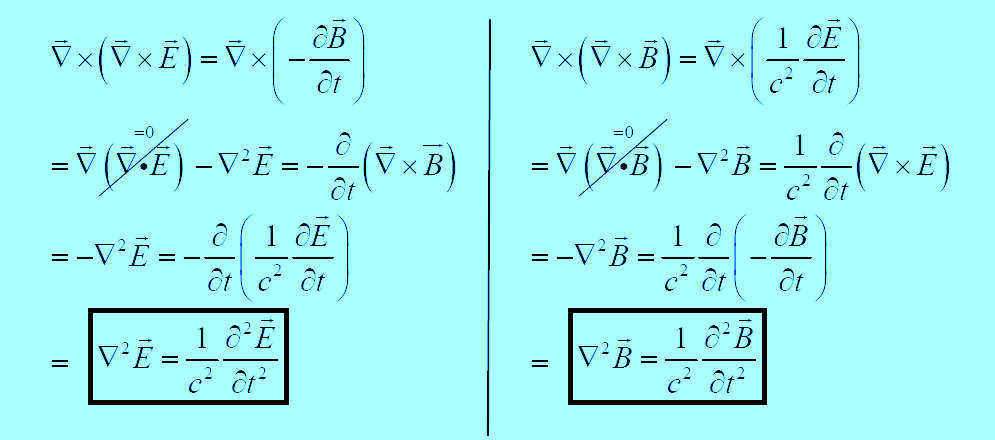 ∇⃗×(∇⃗×E⃗) = ∇⃗×(−∂B⃗/∂t)
=0
= ∇⃗(∇⃗•E⃗) − ∇²E⃗ = −∂/∂t(∇⃗×B⃗)
= −∇²E⃗ = −∂/∂t(1/c² ∂E⃗/∂t)
= ∇²E⃗ = 1/c² ∂²E⃗/∂t²
∇⃗×(∇⃗×B⃗) = ∇⃗×(1/c² ∂E⃗/∂t)
=0
= ∇⃗(∇⃗•B⃗) − ∇²B⃗ = 1/c² ∂/∂t(∇⃗×E⃗)
= −∇²B⃗ = 1/c² ∂/∂t(−∂B⃗/∂t)
= ∇²B⃗ = 1/c² ∂²B⃗/∂t²